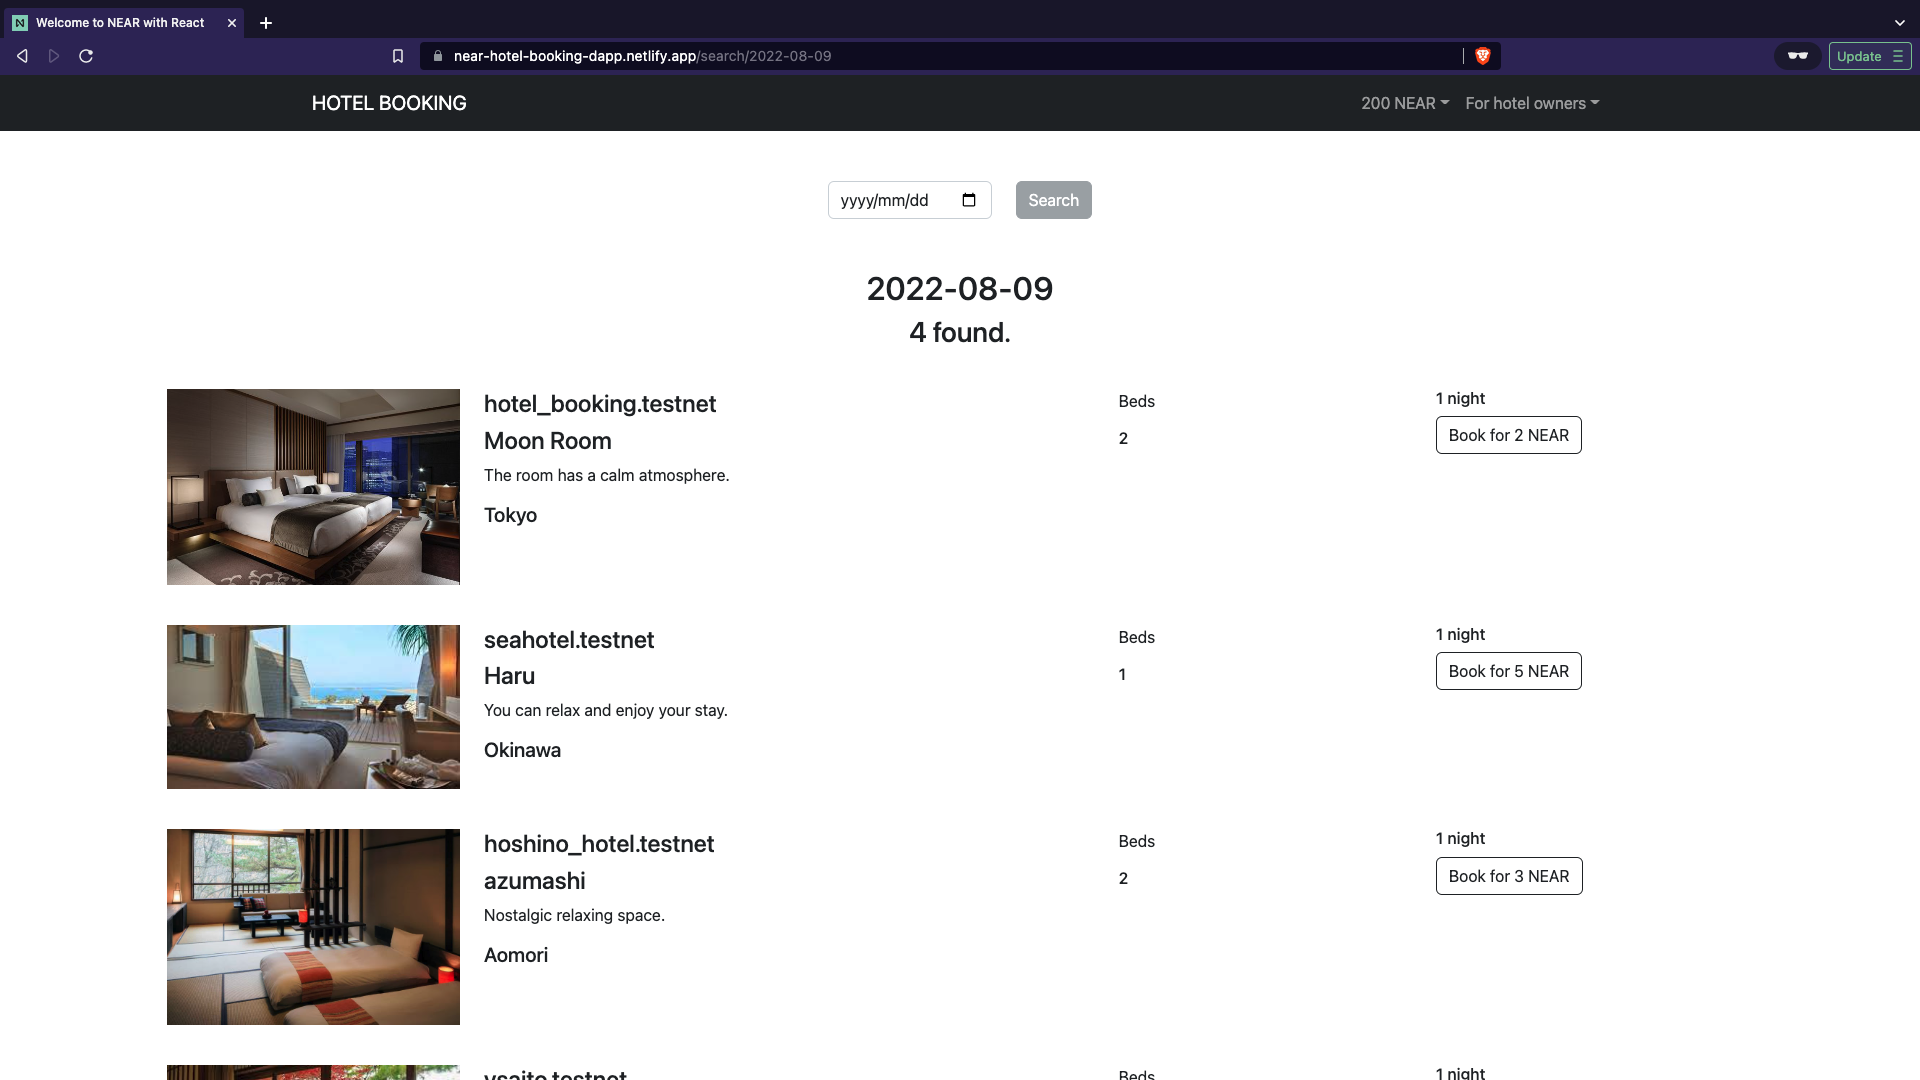 Welcome to NEAR with React
near-hotel-booking-dapp.netlify.app/search/2022-08-09
Update
HOTEL BOOKING
200 NEAR
For hotel owners
yyyy/mm/dd
Search
2022-08-09
4 found.
hotel_booking.testnet
Moon Room
The room has a calm atmosphere.
Tokyo
Beds
2
1 night
Book for 2 NEAR
seahotel.testnet
Haru
You can relax and enjoy your stay.
Okinawa
Beds
1
1 night
Book for 5 NEAR
hoshino_hotel.testnet
azumashi
Nostalgic relaxing space.
Aomori
Beds
2
1 night
Book for 3 NEAR
ysaito.testnet
Beds
1 night